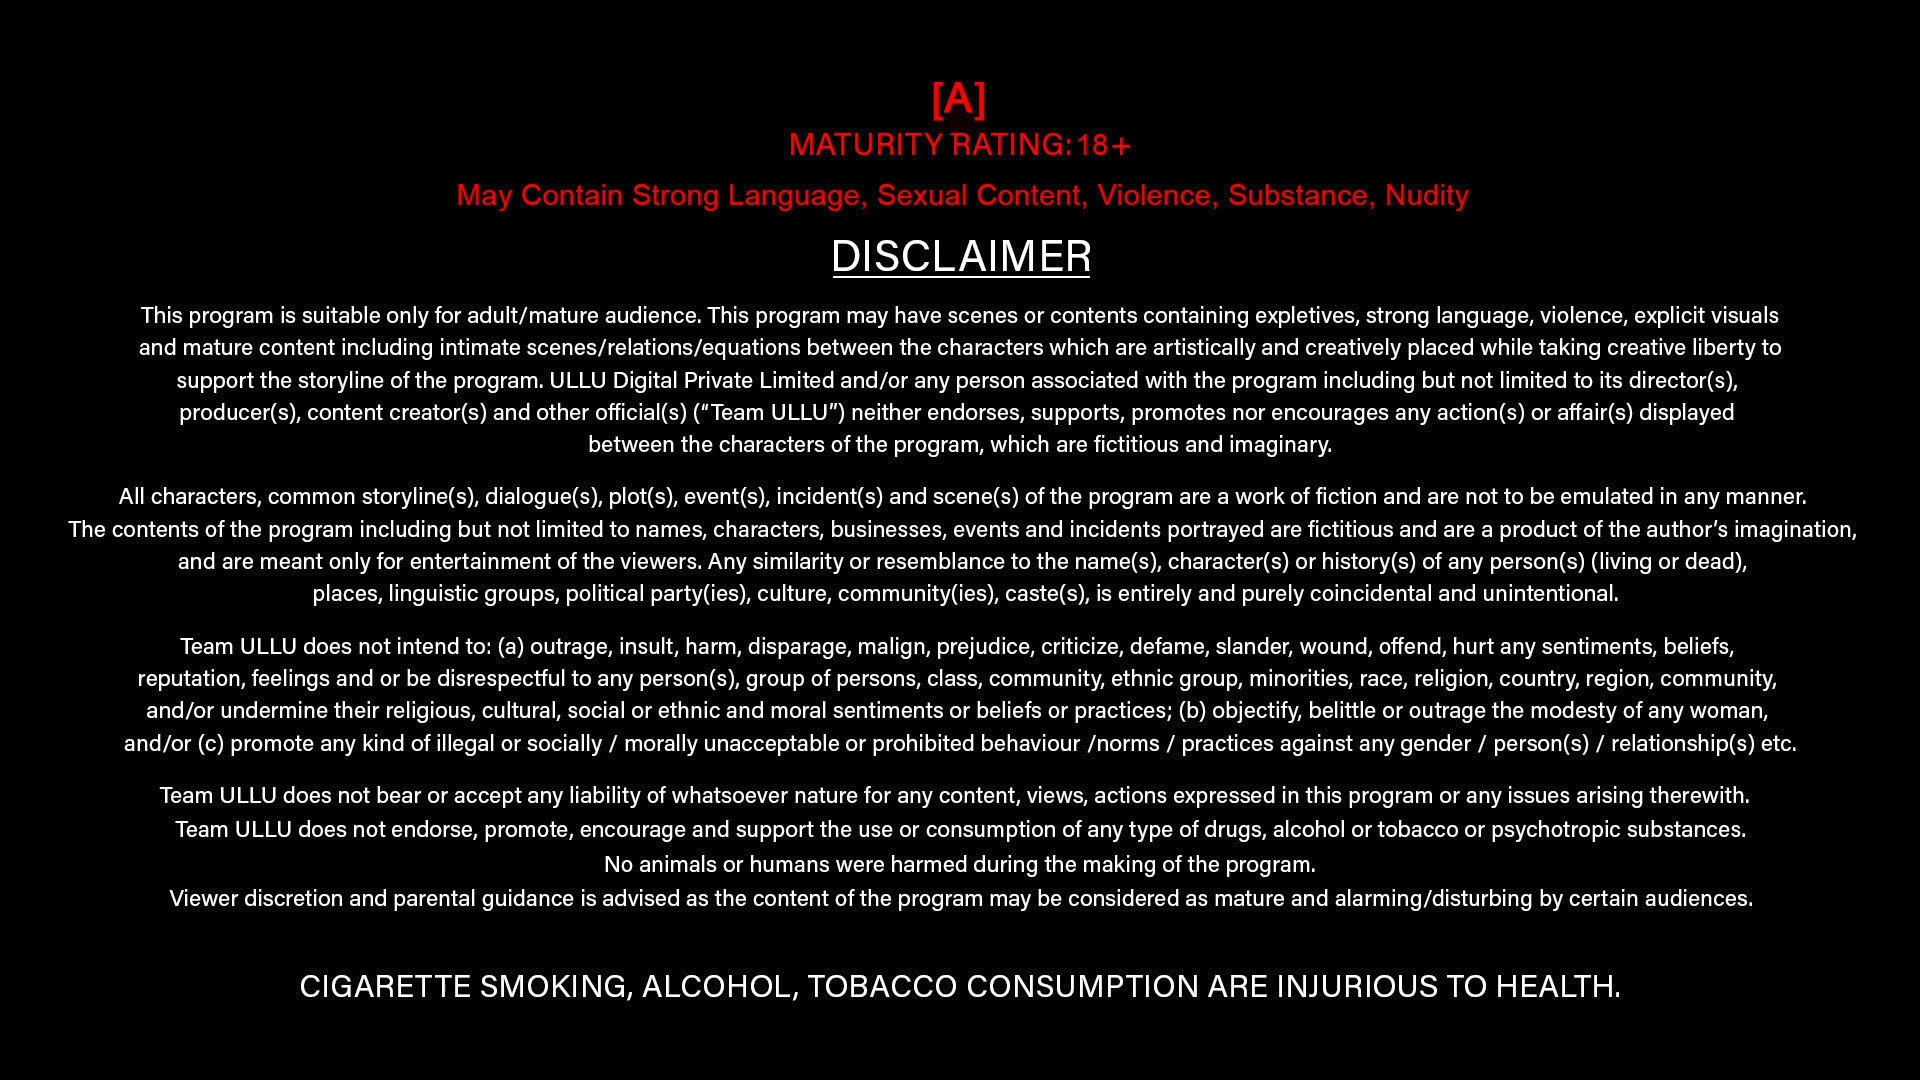 [A]
MATURITY RATING:18+
May Contain Strong Language, Sexual Content, Violence, Substance, Nudity
DISCLAIMER
This program is suitable only for adult/mature audience. This program may have scenes or contents containing expletives, strong language, violence, explicit visuals
and mature content including intimate scenes/relations/equations between the characters which are artistically and creatively placed while taking creative liberty to
support the storyline of the program. ULLU Digital Private Limited and/or any person associated with the program including but not limited to its director(s),
producer(s), content creator(s) and other official(s) (“Team ULLU”) neither endorses, supports, promotes nor encourages any action(s) or affair(s) displayed
between the characters of the program, which are fictitious and imaginary.
All characters, common storyline(s), dialogue(s), plot(s), event(s), incident(s) and scene(s) of the program are a work of fiction and are not to be emulated in any manner.
The contents of the program including but not limited to names, characters, businesses, events and incidents portrayed are fictitious and are a product of the author’s imagination,
and are meant only for entertainment of the viewers. Any similarity or resemblance to the name(s), character(s) or history(s) of any person(s) (living or dead),
places, linguistic groups, political party(ies), culture, community(ies), caste(s), is entirely and purely coincidental and unintentional.
Team ULLU does not intend to: (a) outrage, insult, harm, disparage, malign, prejudice, criticize, defame, slander, wound, offend, hurt any sentiments, beliefs,
reputation, feelings and or be disrespectful to any person(s), group of persons, class, community, ethnic group, minorities, race, religion, country, region, community,
and/or undermine their religious, cultural, social or ethnic and moral sentiments or beliefs or practices; (b) objectify, belittle or outrage the modesty of any woman,
and/or (c) promote any kind of illegal or socially / morally unacceptable or prohibited behaviour /norms / practices against any gender / person(s) / relationship(s) etc.
Team ULLU does not bear or accept any liability of whatsoever nature for any content, views, actions expressed in this program or any issues arising therewith.
Team ULLU does not endorse, promote, encourage and support the use or consumption of any type of drugs, alcohol or tobacco or psychotropic substances.
No animals or humans were harmed during the making of the program.
Viewer discretion and parental guidance is advised as the content of the program may be considered as mature and alarming/disturbing by certain audiences.
CIGARETTE SMOKING, ALCOHOL, TOBACCO CONSUMPTION ARE INJURIOUS TO HEALTH.